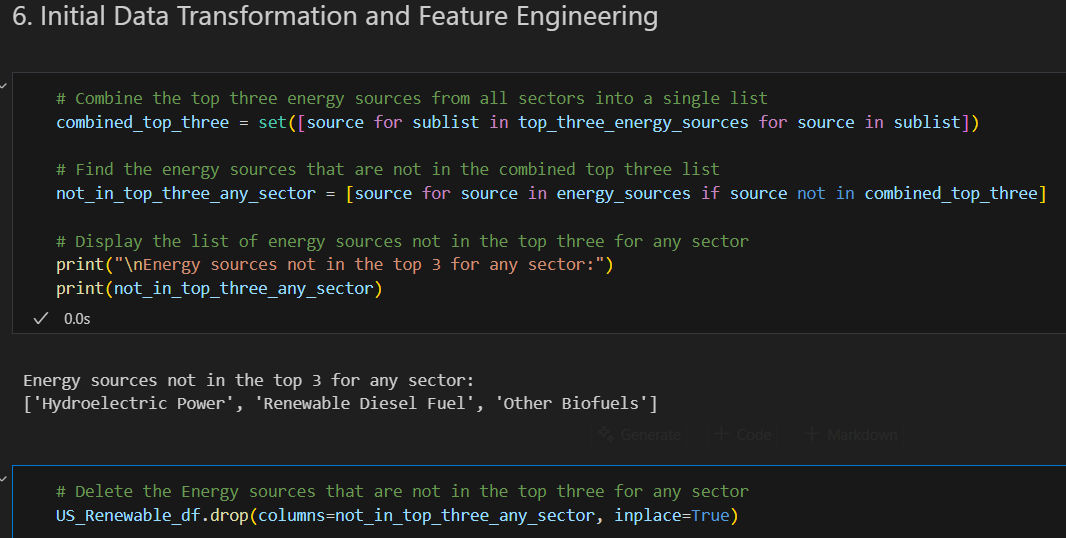 6. Initial Data Transformation and Feature Engineering
# Combine the top three energy sources from all sectors into a single list
combined_top_three = set([source for sublist in top_three_energy_sources for source in sublist])
# Find the energy sources that are not in the combined top three list
not_in_top_three_any_sector = [source for source in energy_sources if source not in combined_top_three]
# Display the list of energy sources not in the top three for any sector
print("\nEnergy sources not in the top 3 for any sector:")
print(not_in_top_three_any_sector)
0.0s
Energy sources not in the top 3 for any sector:
['Hydroelectric Power', 'Renewable Diesel Fuel', 'Other Biofuels']
Generate + Code + Markdown
# Delete the Energy sources that are not in the top three for any sector
US_Renewable_df.drop(columns=not_in_top_three_any_sector, inplace=True)